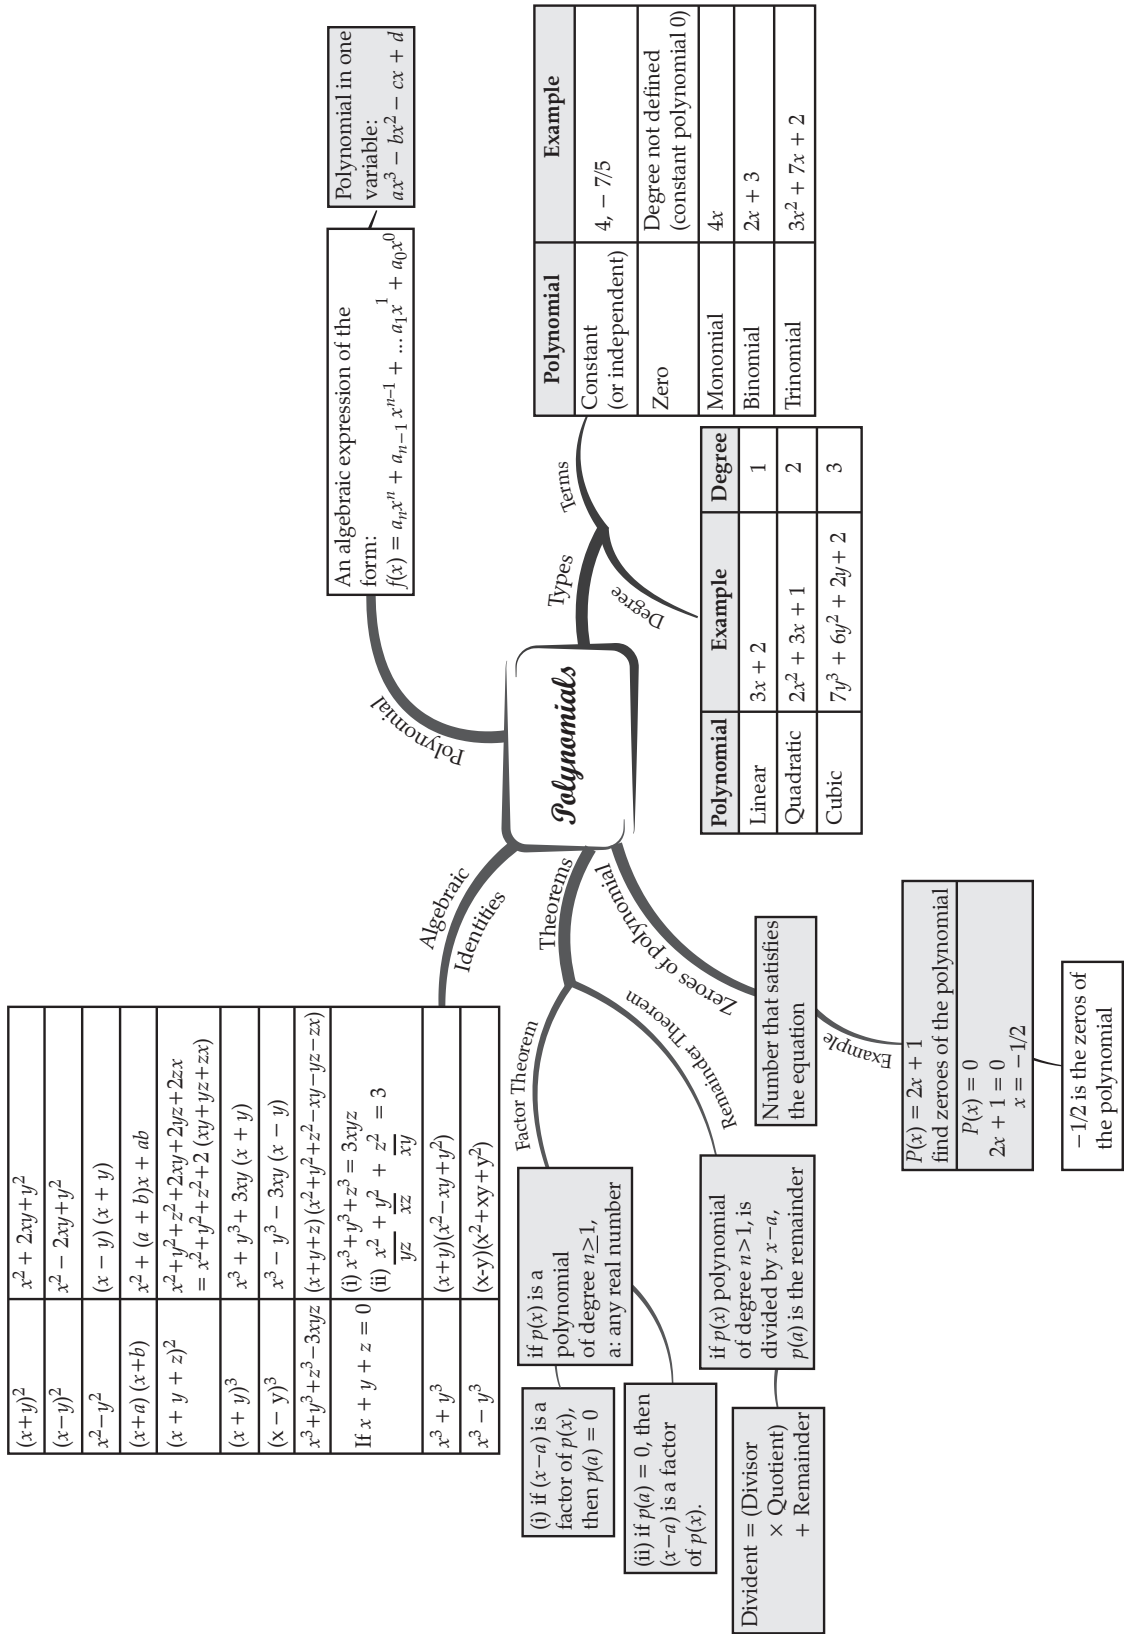 Polynomials
Polynomial
An algebraic expression of the
form:
f(x) = aₙxⁿ + aₙ₋₁ xⁿ⁻¹ + ... a₁x¹ + a₀x⁰
Polynomial in one
variable:
ax³ − bx² − cx + d
Types
Terms
Polynomial Example
Constant
(or independent) 4, − 7/5
Zero Degree not defined
(constant polynomial 0)
Monomial 4x
Binomial 2x + 3
Trinomial 3x² + 7x + 2
Degree
Polynomial Example Degree
Linear 3x + 2 1
Quadratic 2x² + 3x + 1 2
Cubic 7y³ + 6y² + 2y + 2 3
Zeroes of polynomial
Number that satisfies
the equation
Example
P(x) = 2x + 1
find zeroes of the polynomial
P(x) = 0
2x + 1 = 0
x = −1/2
−1/2 is the zeros of
the polynomial
Theorems
Factor Theorem
if p(x) is a
polynomial
of degree n≥1,
a: any real number
(i) if (x−a) is a
factor of p(x),
then p(a) = 0
(ii) if p(a) = 0, then
(x−a) is a factor
of p(x).
Remainder Theorem
if p(x) polynomial
of degree n>1, is
divided by x−a,
p(a) is the remainder
Divident = (Divisor
× Quotient)
+ Remainder
Algebraic
Identities
(x+y)² x² + 2xy+y²
(x−y)² x² − 2xy+y²
x²−y² (x − y) (x + y)
(x+a) (x+b) x² + (a + b)x + ab
(x + y + z)² x²+y²+z²+2xy+2yz+2zx
= x²+y²+z²+2 (xy+yz+zx)
(x + y)³ x³ + y³ + 3xy (x + y)
(x − y)³ x³ − y³ − 3xy (x − y)
x³+y³+z³−3xyz (x+y+z) (x²+y²+z²−xy−yz−zx)
If x + y + z = 0 (i) x³+y³+z³ = 3xyz
(ii) x²/yz + y²/xz + z²/xy = 3
x³ + y³ (x+y)(x²−xy+y²)
x³ − y³ (x-y)(x²+xy+y²)